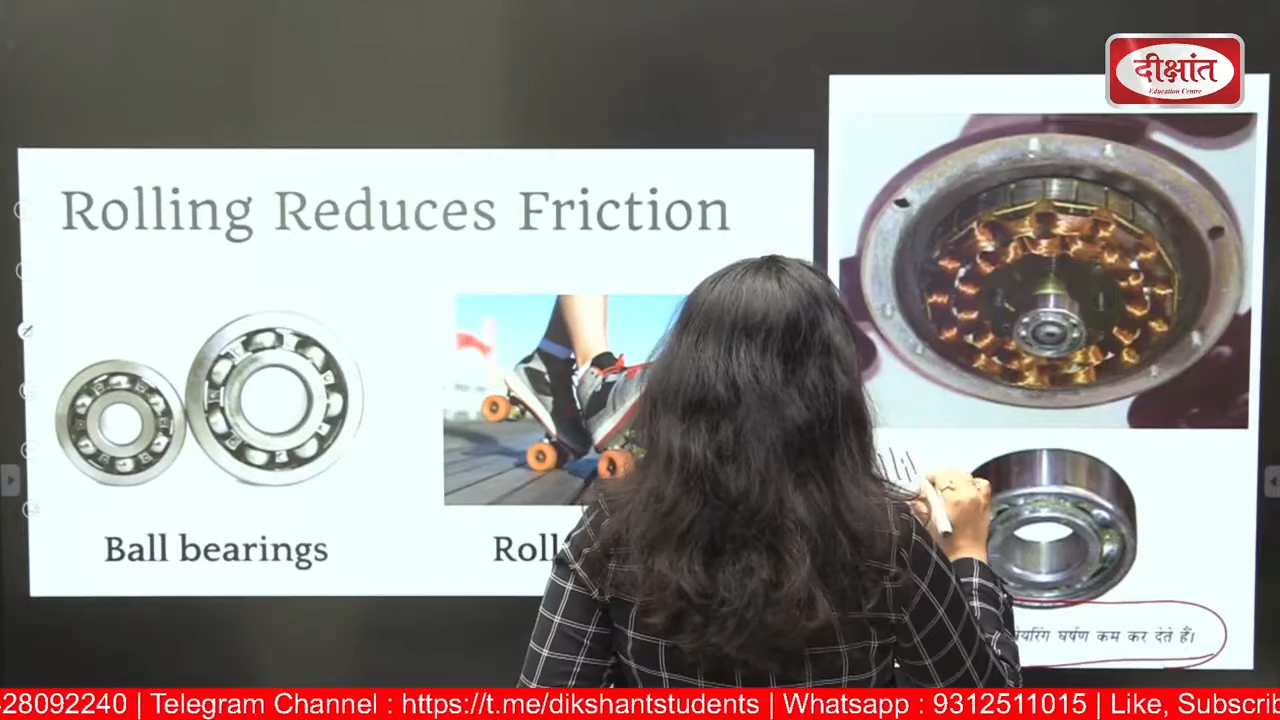 दीक्षांत
Education Centre
Rolling Reduces Friction
Ball bearings
Roll
बेयरिंग घर्षण कम कर देते हैं।
428092240 | Telegram Channel : https://t.me/dikshantstudents | Whatsapp : 9312511015 | Like, Subscrib